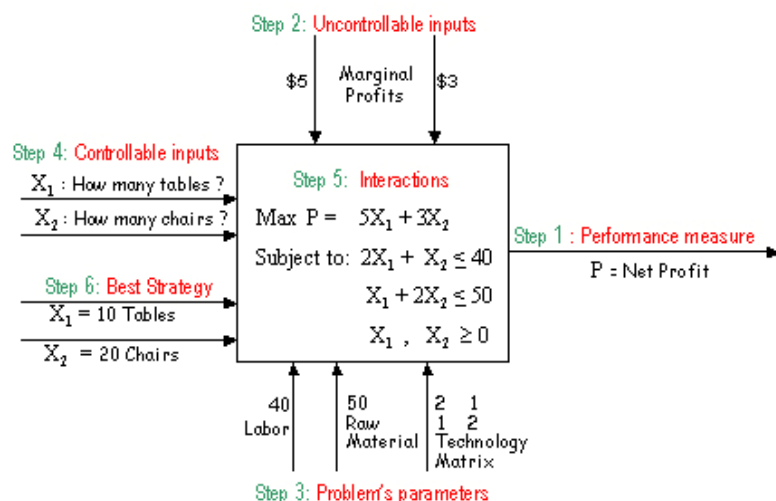 Step 2: Uncontrollable inputs
$5 Marginal $3
Profits
Step 4: Controllable inputs
X₁ : How many tables ?
X₂ : How many chairs ?
Step 5: Interactions
Max P = 5X₁ + 3X₂
Subject to: 2X₁ + X₂ ≤ 40
X₁ + 2X₂ ≤ 50
X₁ , X₂ ≥ 0
Step 1 : Performance measure
P = Net Profit
Step 6: Best Strategy
X₁ = 10 Tables
X₂ = 20 Chairs
40
Labor
50
Raw
Material
2 1
1 2
Technology
Matrix
Step 3: Problem's parameters